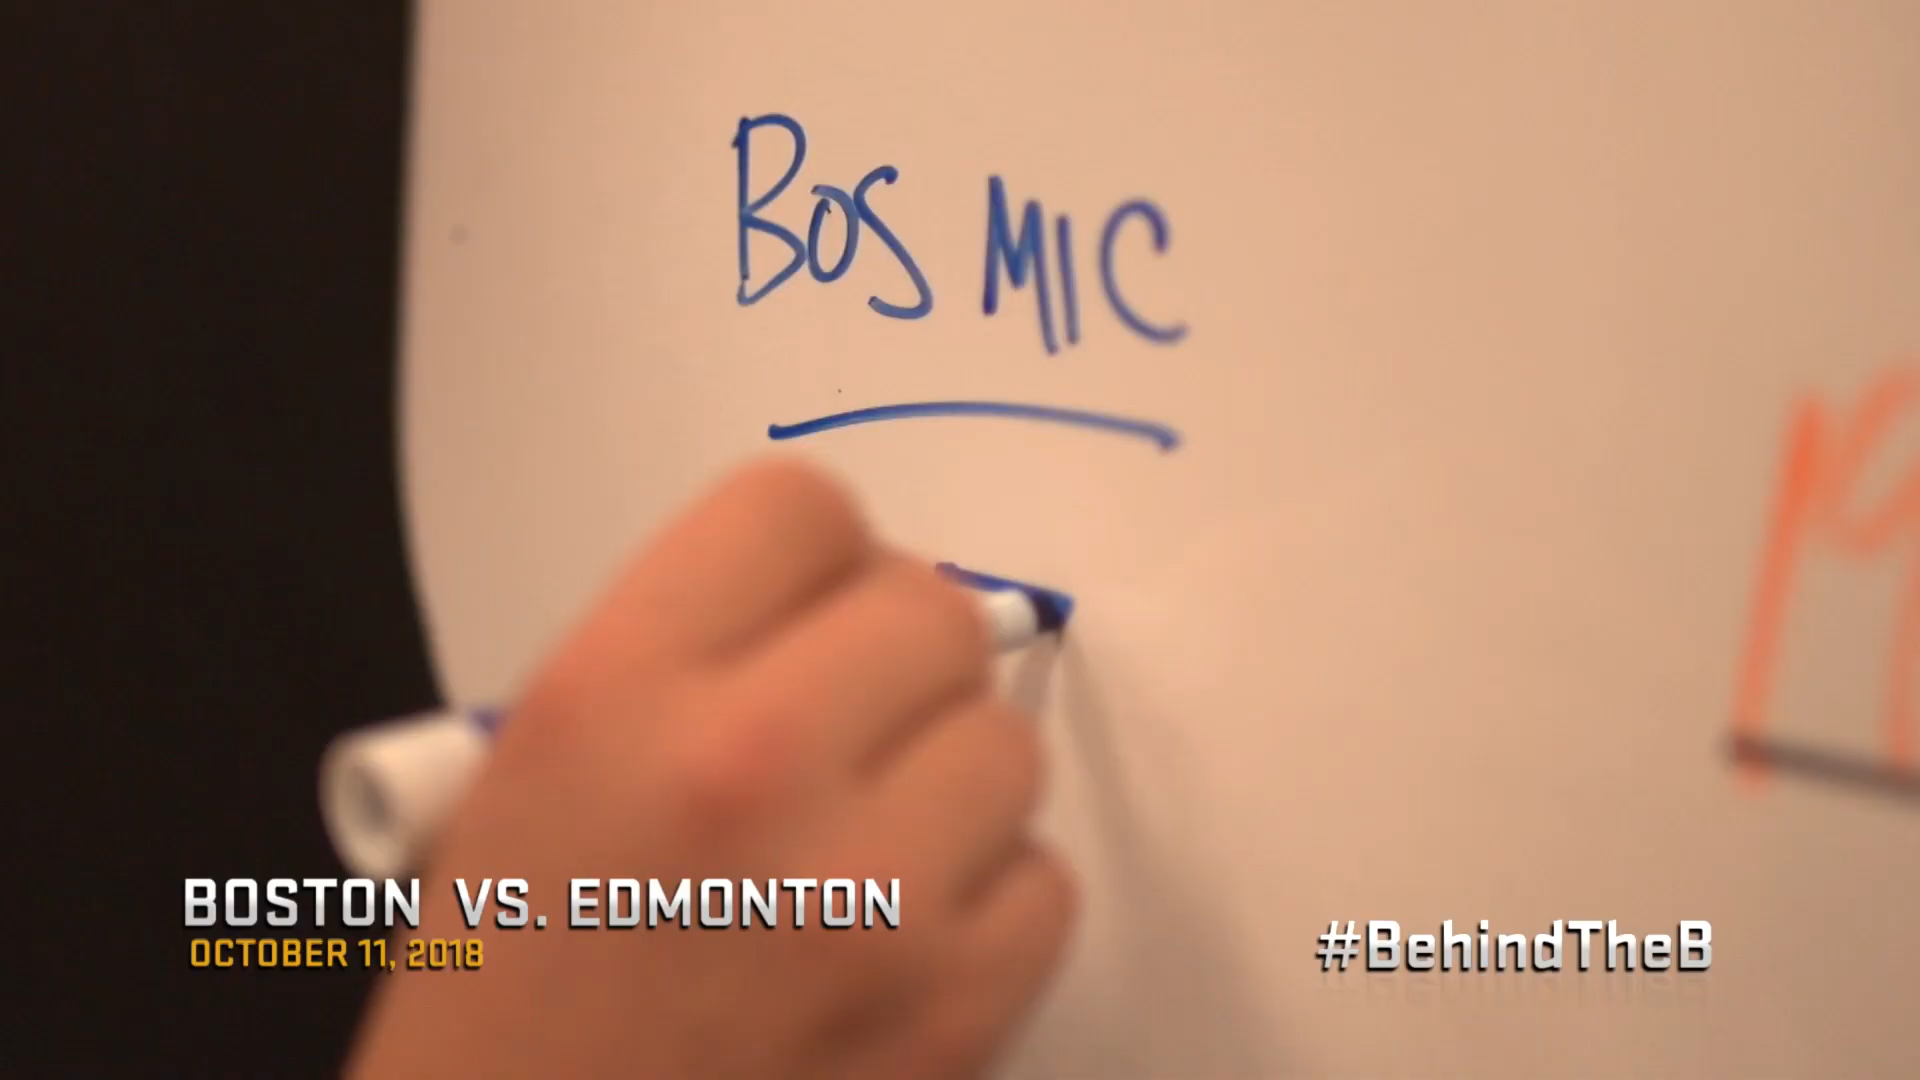 BOS MIC
BOSTON VS. EDMONTON
OCTOBER 11, 2018
#BehindTheB